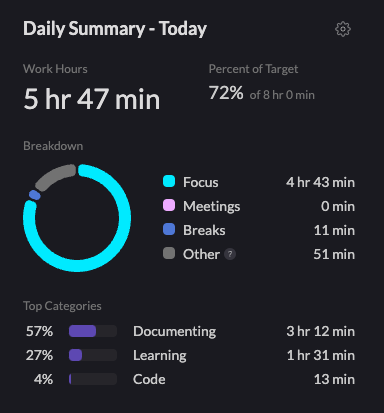 Daily Summary - Today
Work Hours
Percent of Target
5 hr 47 min
72% of 8 hr 0 min
Breakdown
Focus 4 hr 43 min
Meetings 0 min
Breaks 11 min
Other ? 51 min
Top Categories
57% Documenting 3 hr 12 min
27% Learning 1 hr 31 min
4% Code 13 min